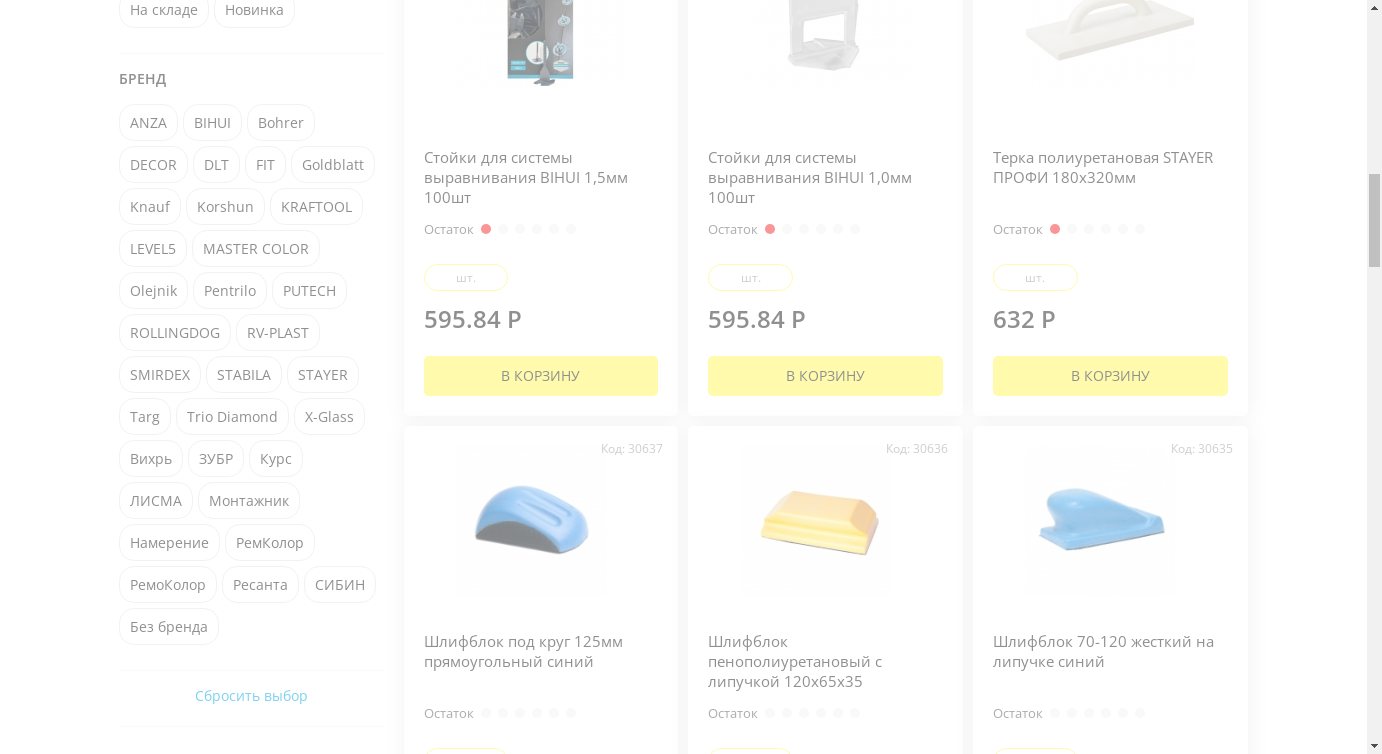 На складе
Новинка
БРЕНД
ANZA
BIHUI
Bohrer
DECOR
DLT
FIT
Goldblatt
Knauf
Korshun
KRAFTOOL
LEVEL5
MASTER COLOR
Olejnik
Pentrilo
PUTECH
ROLLINGDOG
RV-PLAST
SMIRDEX
STABILA
STAYER
Targ
Trio Diamond
X-Glass
Вихрь
ЗУБР
Курс
ЛИСМА
Монтажник
Намерение
РемКолор
РемоКолор
Ресанта
СИБИН
Без бренда
Сбросить выбор
Стойки для системы
выравнивания BIHUI 1,5мм
100шт
Остаток
шт.
595.84 Р
В КОРЗИНУ
Стойки для системы
выравнивания BIHUI 1,0мм
100шт
Остаток
шт.
595.84 Р
В КОРЗИНУ
Терка полиуретановая STAYER
ПРОФИ 180х320мм
Остаток
шт.
632 Р
В КОРЗИНУ
Код: 30637
Шлифблок под круг 125мм
прямоугольный синий
Остаток
Код: 30636
Шлифблок
пенополиуретановый с
липучкой 120х65х35
Остаток
Код: 30635
Шлифблок 70-120 жесткий на
липучке синий
Остаток